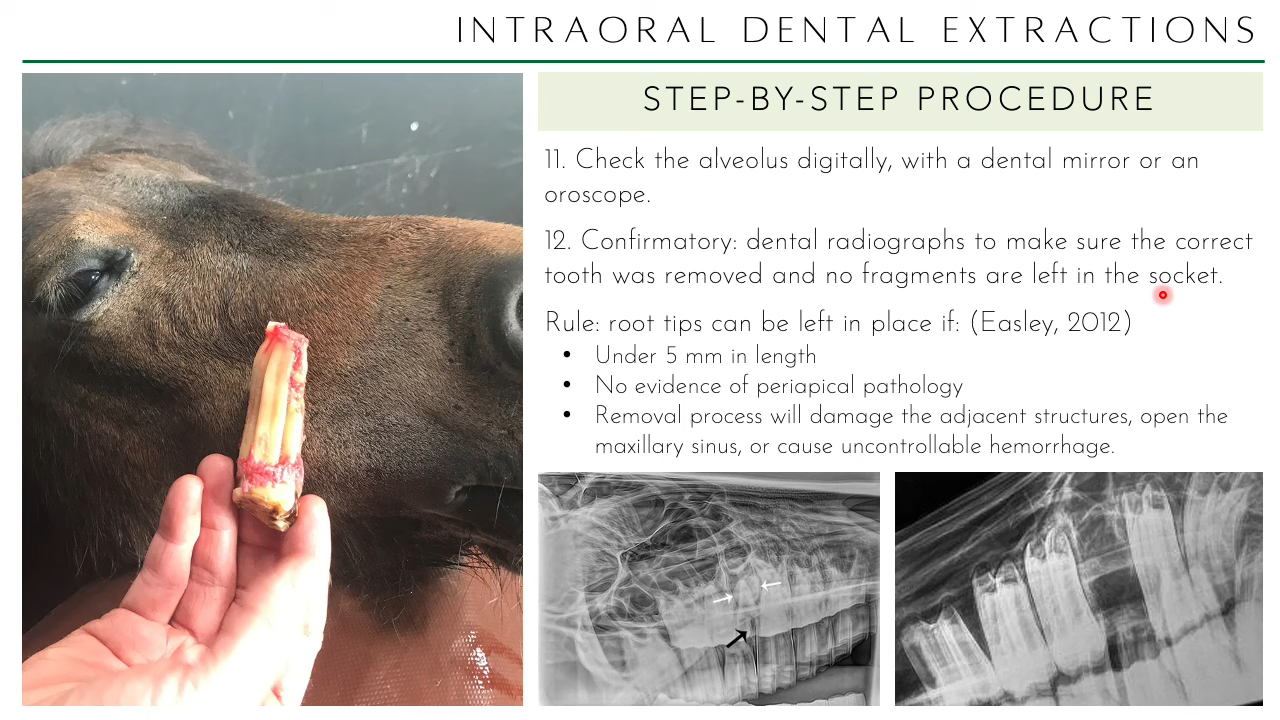 INTRAORAL DENTAL EXTRACTIONS
STEP-BY-STEP PROCEDURE
11. Check the alveolus digitally, with a dental mirror or an
oroscope.
12. Confirmatory: dental radiographs to make sure the correct
tooth was removed and no fragments are left in the socket.
Rule: root tips can be left in place if: (Easley, 2012)
• Under 5 mm in length
• No evidence of periapical pathology
• Removal process will damage the adjacent structures, open the
maxillary sinus, or cause uncontrollable hemorrhage.